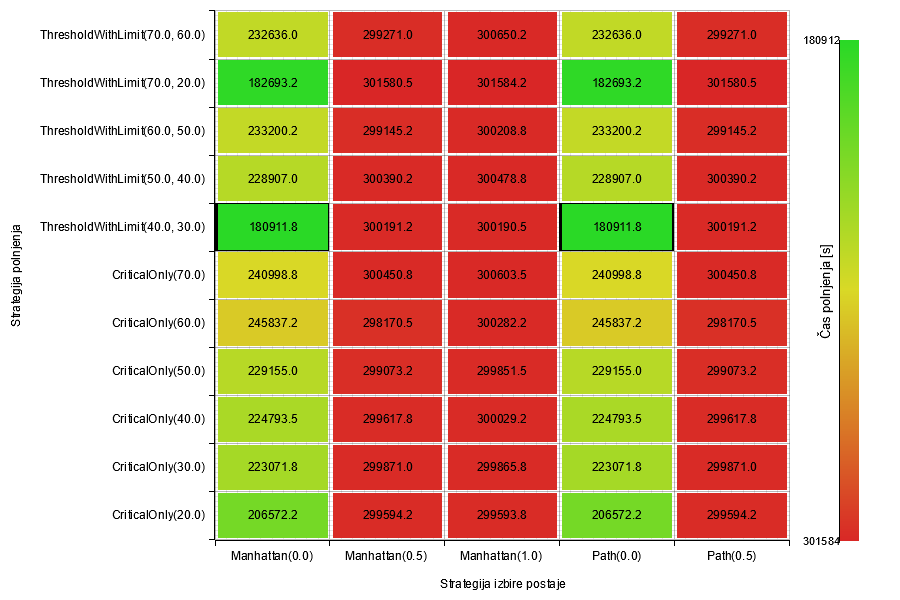 ThresholdWithLimit(70.0, 60.0) 232636.0 299271.0 300650.2 232636.0 299271.0
180912
ThresholdWithLimit(70.0, 20.0) 182693.2 301580.5 301584.2 182693.2 301580.5
ThresholdWithLimit(60.0, 50.0) 233200.2 299145.2 300208.8 233200.2 299145.2
ThresholdWithLimit(50.0, 40.0) 228907.0 300390.2 300478.8 228907.0 300390.2
ThresholdWithLimit(40.0, 30.0) 180911.8 300191.2 300190.5 180911.8 300191.2
CriticalOnly(70.0) 240998.8 300450.8 300603.5 240998.8 300450.8
Strategija polnjenja
Čas polnjenja [s]
CriticalOnly(60.0) 245837.2 298170.5 300282.2 245837.2 298170.5
CriticalOnly(50.0) 229155.0 299073.2 299851.5 229155.0 299073.2
CriticalOnly(40.0) 224793.5 299617.8 300029.2 224793.5 299617.8
CriticalOnly(30.0) 223071.8 299871.0 299865.8 223071.8 299871.0
CriticalOnly(20.0) 206572.2 299594.2 299593.8 206572.2 299594.2
301584
Manhattan(0.0) Manhattan(0.5) Manhattan(1.0) Path(0.0) Path(0.5)
Strategija izbire postaje